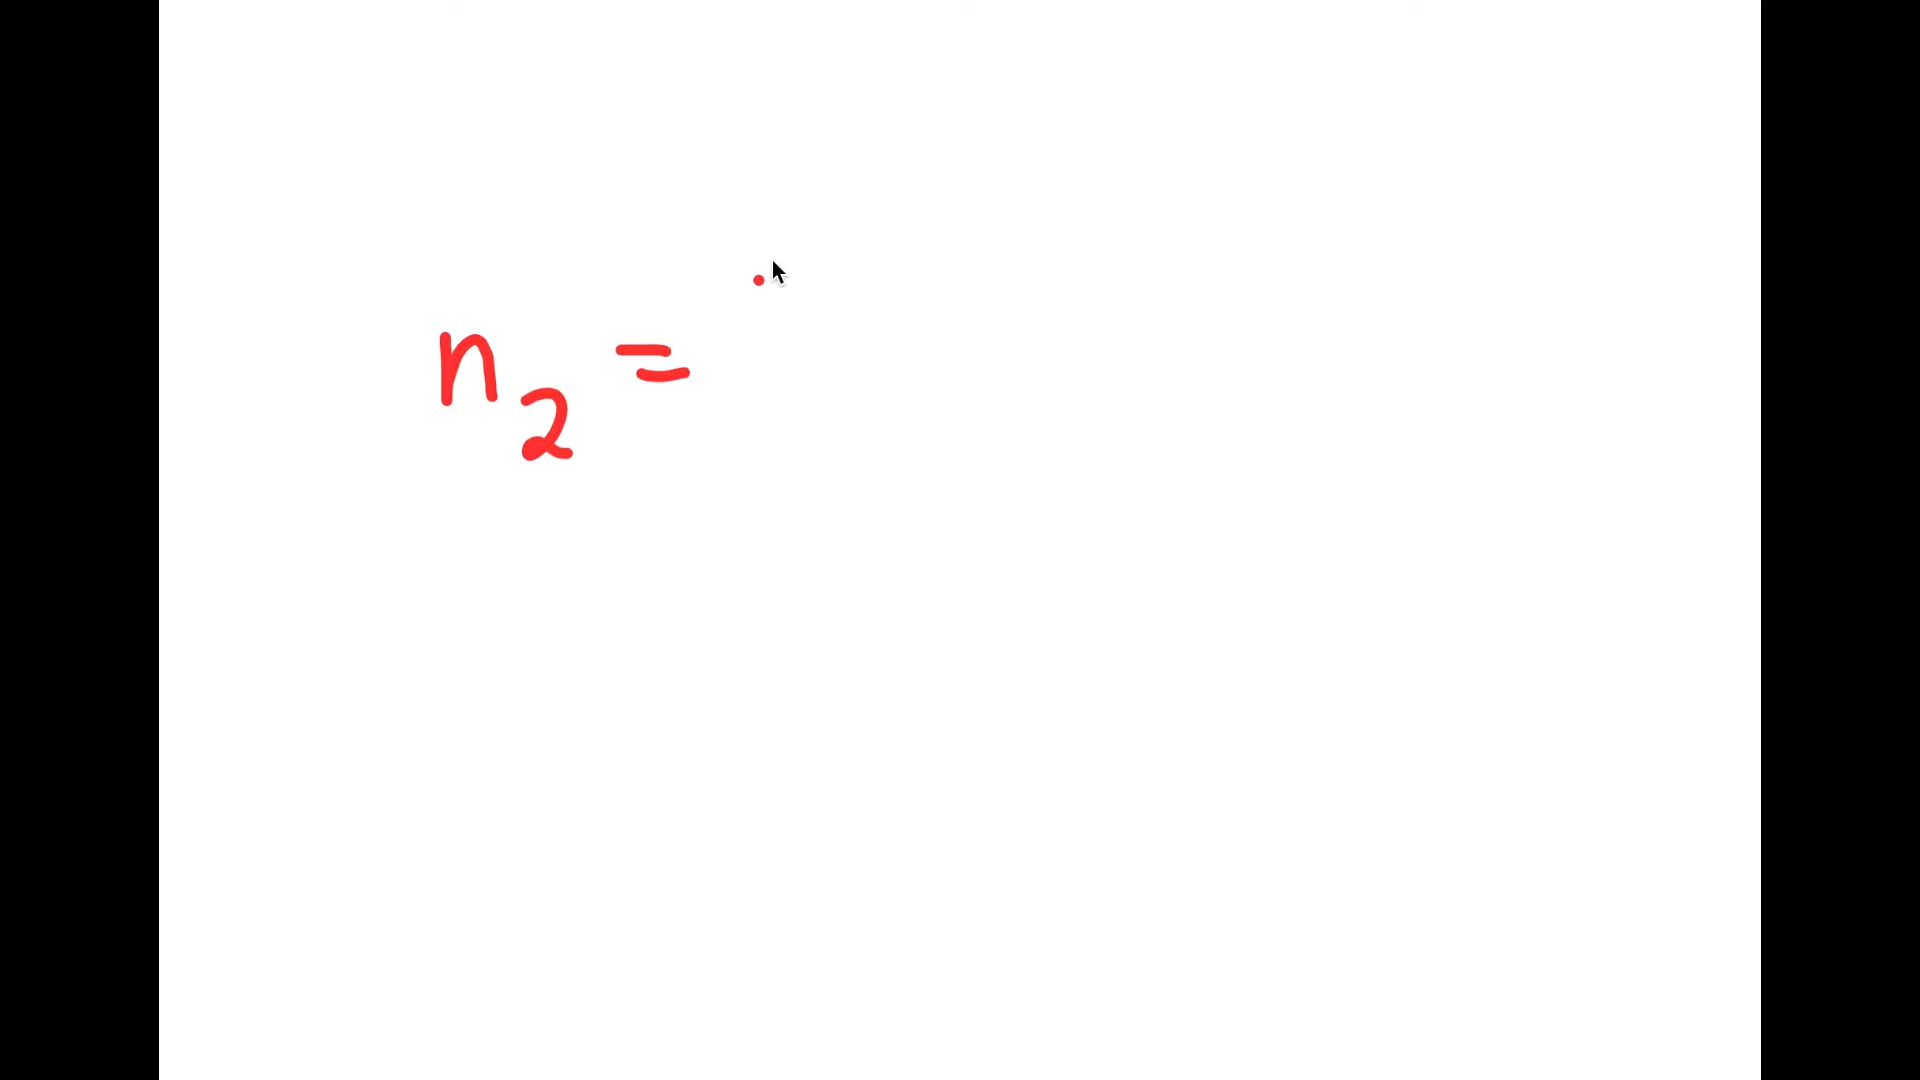 n₂ =